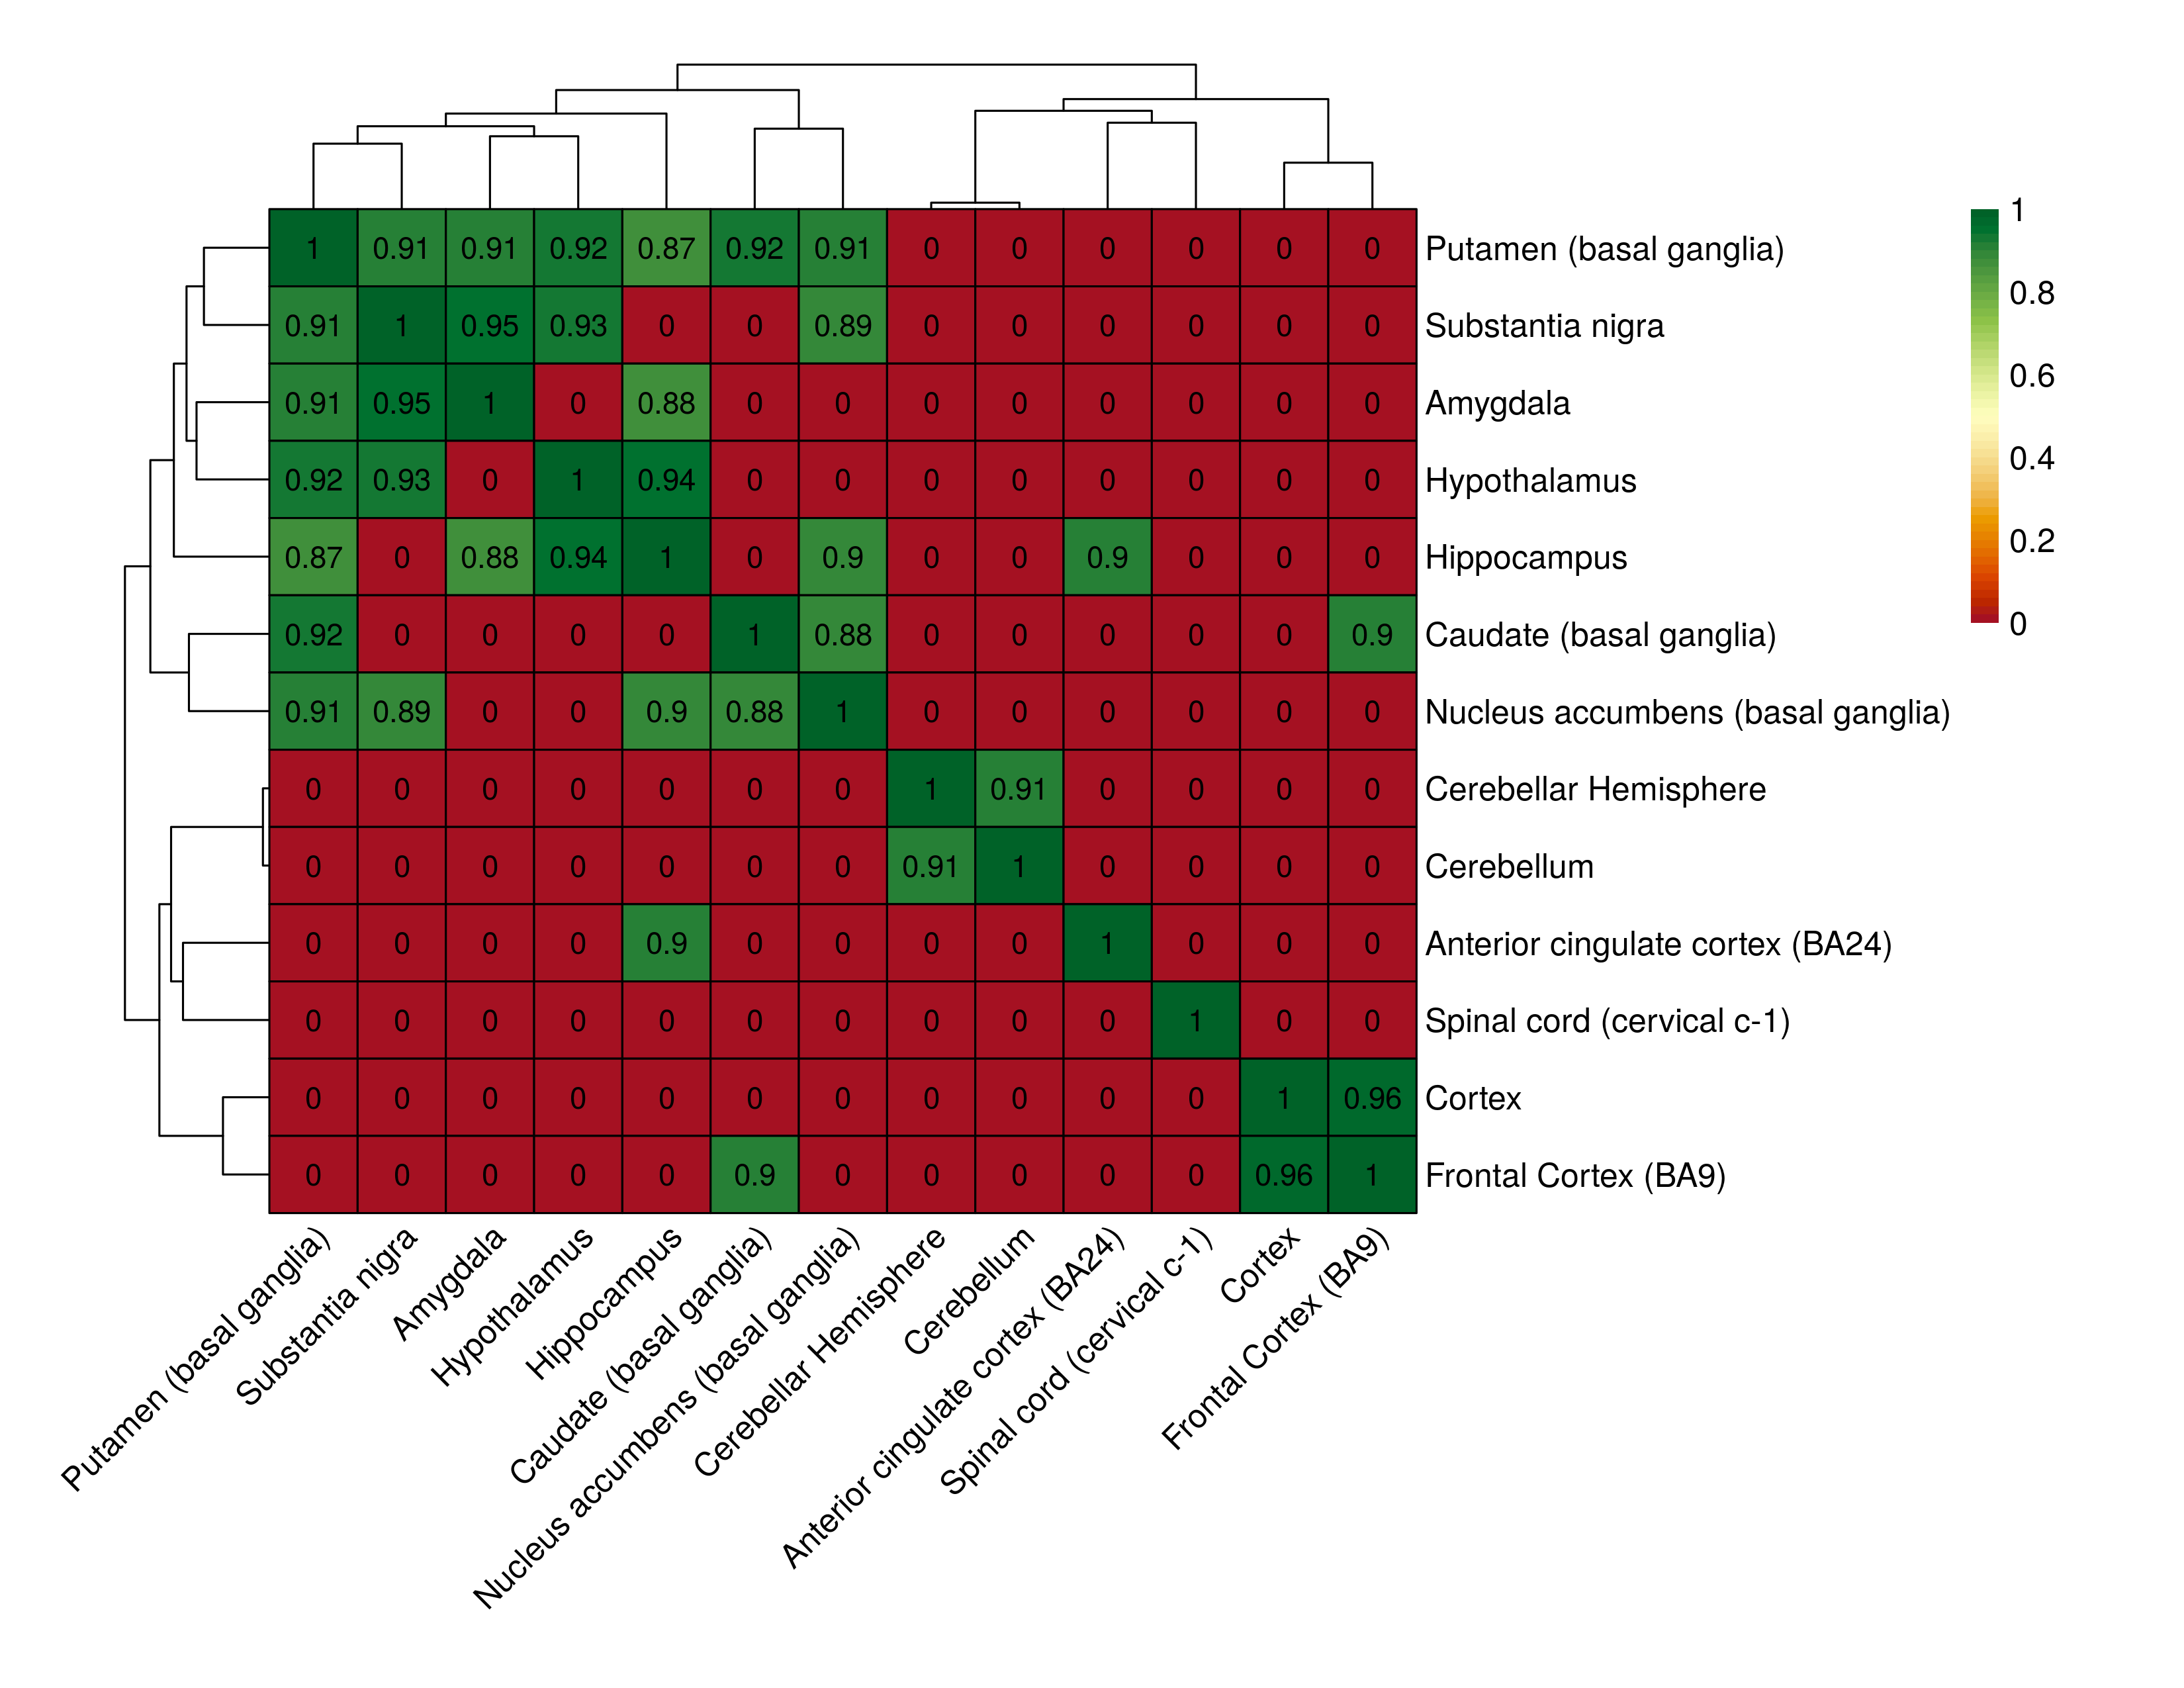 1 0.91 0.91 0.92 0.87 0.92 0.91 0 0 0 0 0 0 Putamen (basal ganglia)
0.91 1 0.95 0.93 0 0 0.89 0 0 0 0 0 0 Substantia nigra
0.91 0.95 1 0 0.88 0 0 0 0 0 0 0 0 Amygdala
0.92 0.93 0 1 0.94 0 0 0 0 0 0 0 0 Hypothalamus
0.87 0 0.88 0.94 1 0 0.9 0 0 0.9 0 0 0 Hippocampus
0.92 0 0 0 0 1 0.88 0 0 0 0 0 0.9 Caudate (basal ganglia)
0.91 0.89 0 0 0.9 0.88 1 0 0 0 0 0 0 Nucleus accumbens (basal ganglia)
0 0 0 0 0 0 0 1 0.91 0 0 0 0 Cerebellar Hemisphere
0 0 0 0 0 0 0 0.91 1 0 0 0 0 Cerebellum
0 0 0 0 0.9 0 0 0 0 1 0 0 0 Anterior cingulate cortex (BA24)
0 0 0 0 0 0 0 0 0 0 1 0 0 Spinal cord (cervical c-1)
0 0 0 0 0 0 0 0 0 0 0 1 0.96 Cortex
0 0 0 0 0 0.9 0 0 0 0 0 0.96 1 Frontal Cortex (BA9)
Putamen (basal ganglia)
Substantia nigra
Amygdala
Hypothalamus
Hippocampus
Caudate (basal ganglia)
Nucleus accumbens (basal ganglia)
Cerebellar Hemisphere
Cerebellum
Anterior cingulate cortex (BA24)
Spinal cord (cervical c-1)
Cortex
Frontal Cortex (BA9)
1
0.8
0.6
0.4
0.2
0